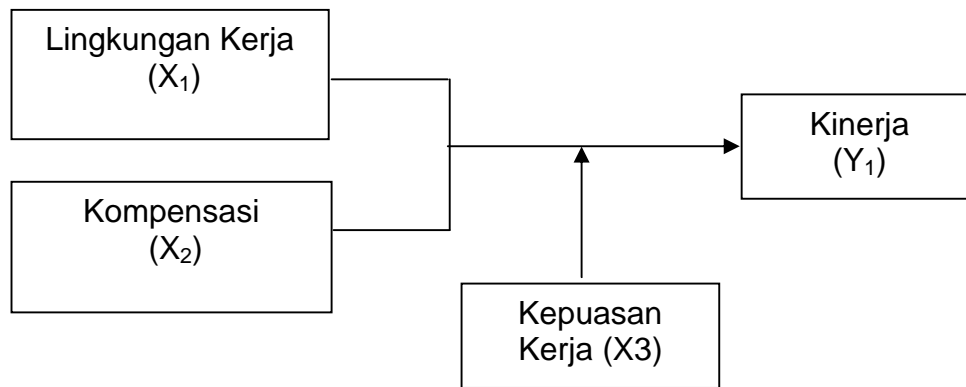 Lingkungan Kerja
(X₁)
Kompensasi
(X₂)
Kinerja
(Y₁)
Kepuasan
Kerja (X3)